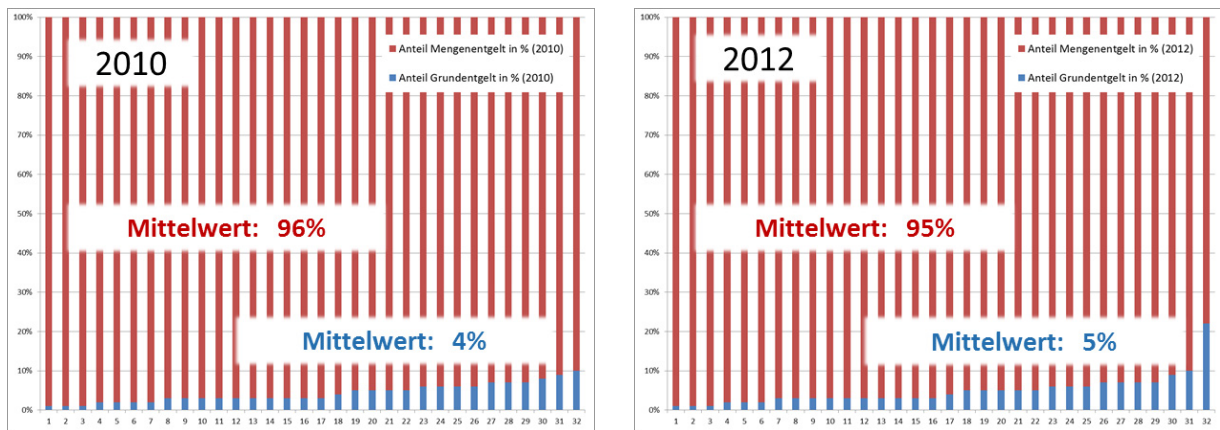 100%
90%
80%
70%
60%
50%
40%
30%
20%
10%
0%
2010
Anteil Mengenentgelt in % (2010)
Anteil Grundentgelt in % (2010)
Mittelwert: 96%
Mittelwert: 4%
1 2 3 4 5 6 7 8 9 10 11 12 13 14 15 16 17 18 19 20 21 22 23 24 25 26 27 28 29 30 31 32
100%
90%
80%
70%
60%
50%
40%
30%
20%
10%
0%
2012
Anteil Mengenentgelt in % (2012)
Anteil Grundentgelt in % (2012)
Mittelwert: 95%
Mittelwert: 5%
1 2 3 4 5 6 7 8 9 10 11 12 13 14 15 16 17 18 19 20 21 22 23 24 25 26 27 28 29 30 31 32